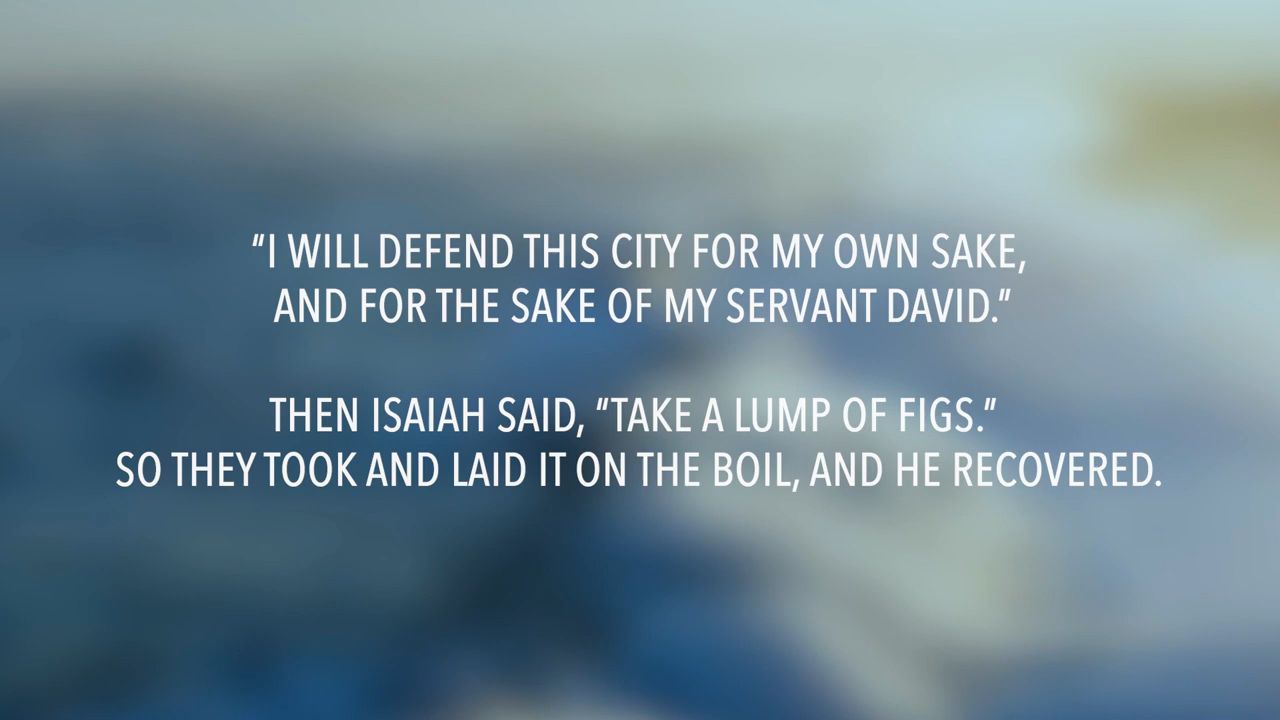 “I WILL DEFEND THIS CITY FOR MY OWN SAKE,
AND FOR THE SAKE OF MY SERVANT DAVID.”
THEN ISAIAH SAID, “TAKE A LUMP OF FIGS.”
SO THEY TOOK AND LAID IT ON THE BOIL, AND HE RECOVERED.